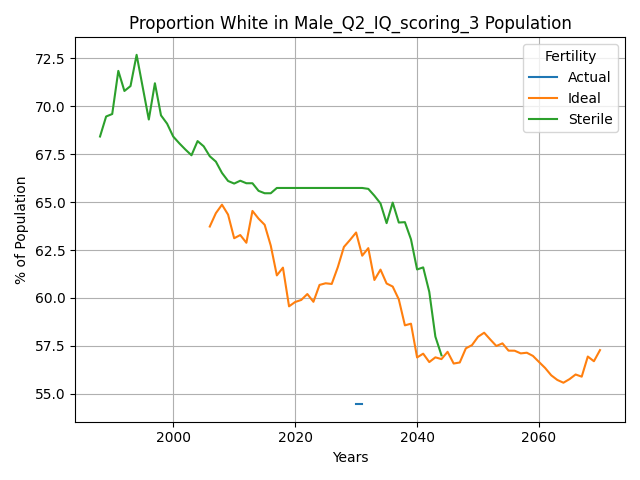 Proportion White in Male_Q2_IQ_scoring_3 Population
Fertility
Actual
Ideal
Sterile
72.5
70.0
67.5
65.0
62.5
60.0
57.5
55.0
% of Population
2000
2020
2040
2060
Years